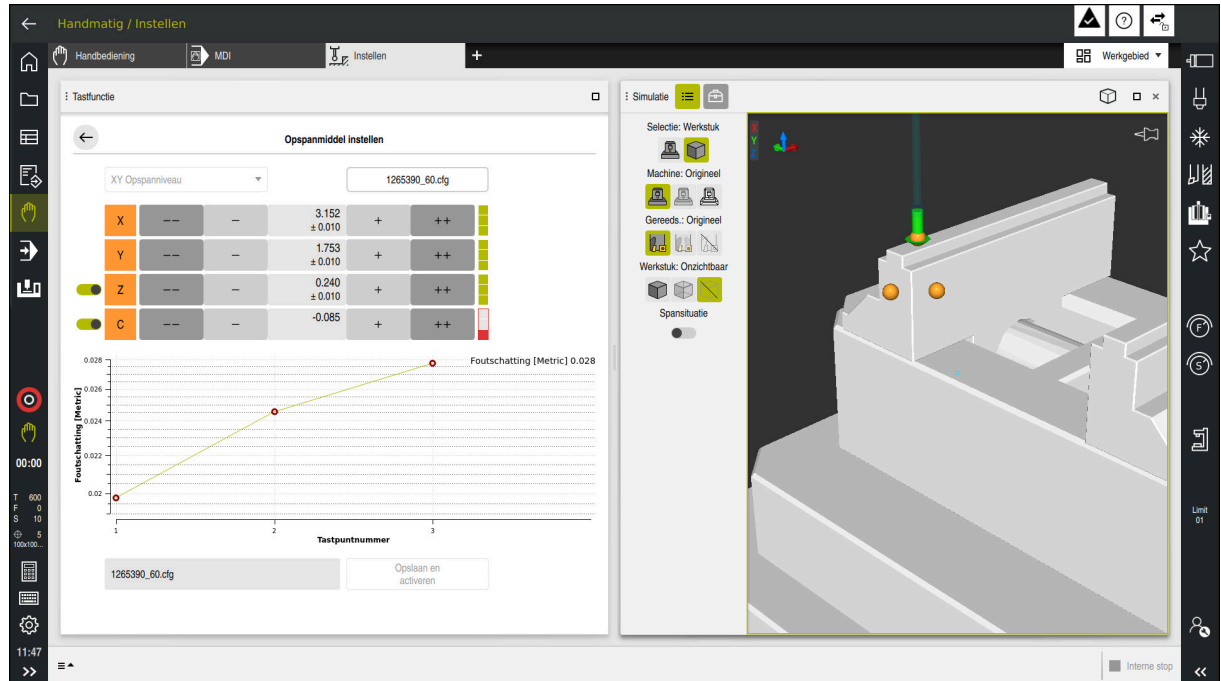 Handmatig / Instellen
Handbediening
MDI
Instellen
+
Werkgebied
Tastfunctie
Opspanmiddel instellen
XY Opspanniveau
1265390_60.cfg
X
--
-
3.152
± 0.010
+
++
Y
--
-
1.753
± 0.010
+
++
Z
--
-
0.240
± 0.010
+
++
C
--
-
-0.085
+
++
Foutschatting [Metric] 0.028
Foutschatting [Metric]
0.028
0.026
0.024
0.022
0.02
1
2
3
Tastpuntnummer
1265390_60.cfg
Opslaan en
activeren
Simulatie
Selectie: Werkstuk
Machine: Origineel
Gereeds.: Origineel
Werkstuk: Onzichtbaar
Spansituatie
X
Y
Z
00:00
T 600
F 0
S 10
5
100x100...
11:47
F
S
Limit
01
Interne stop